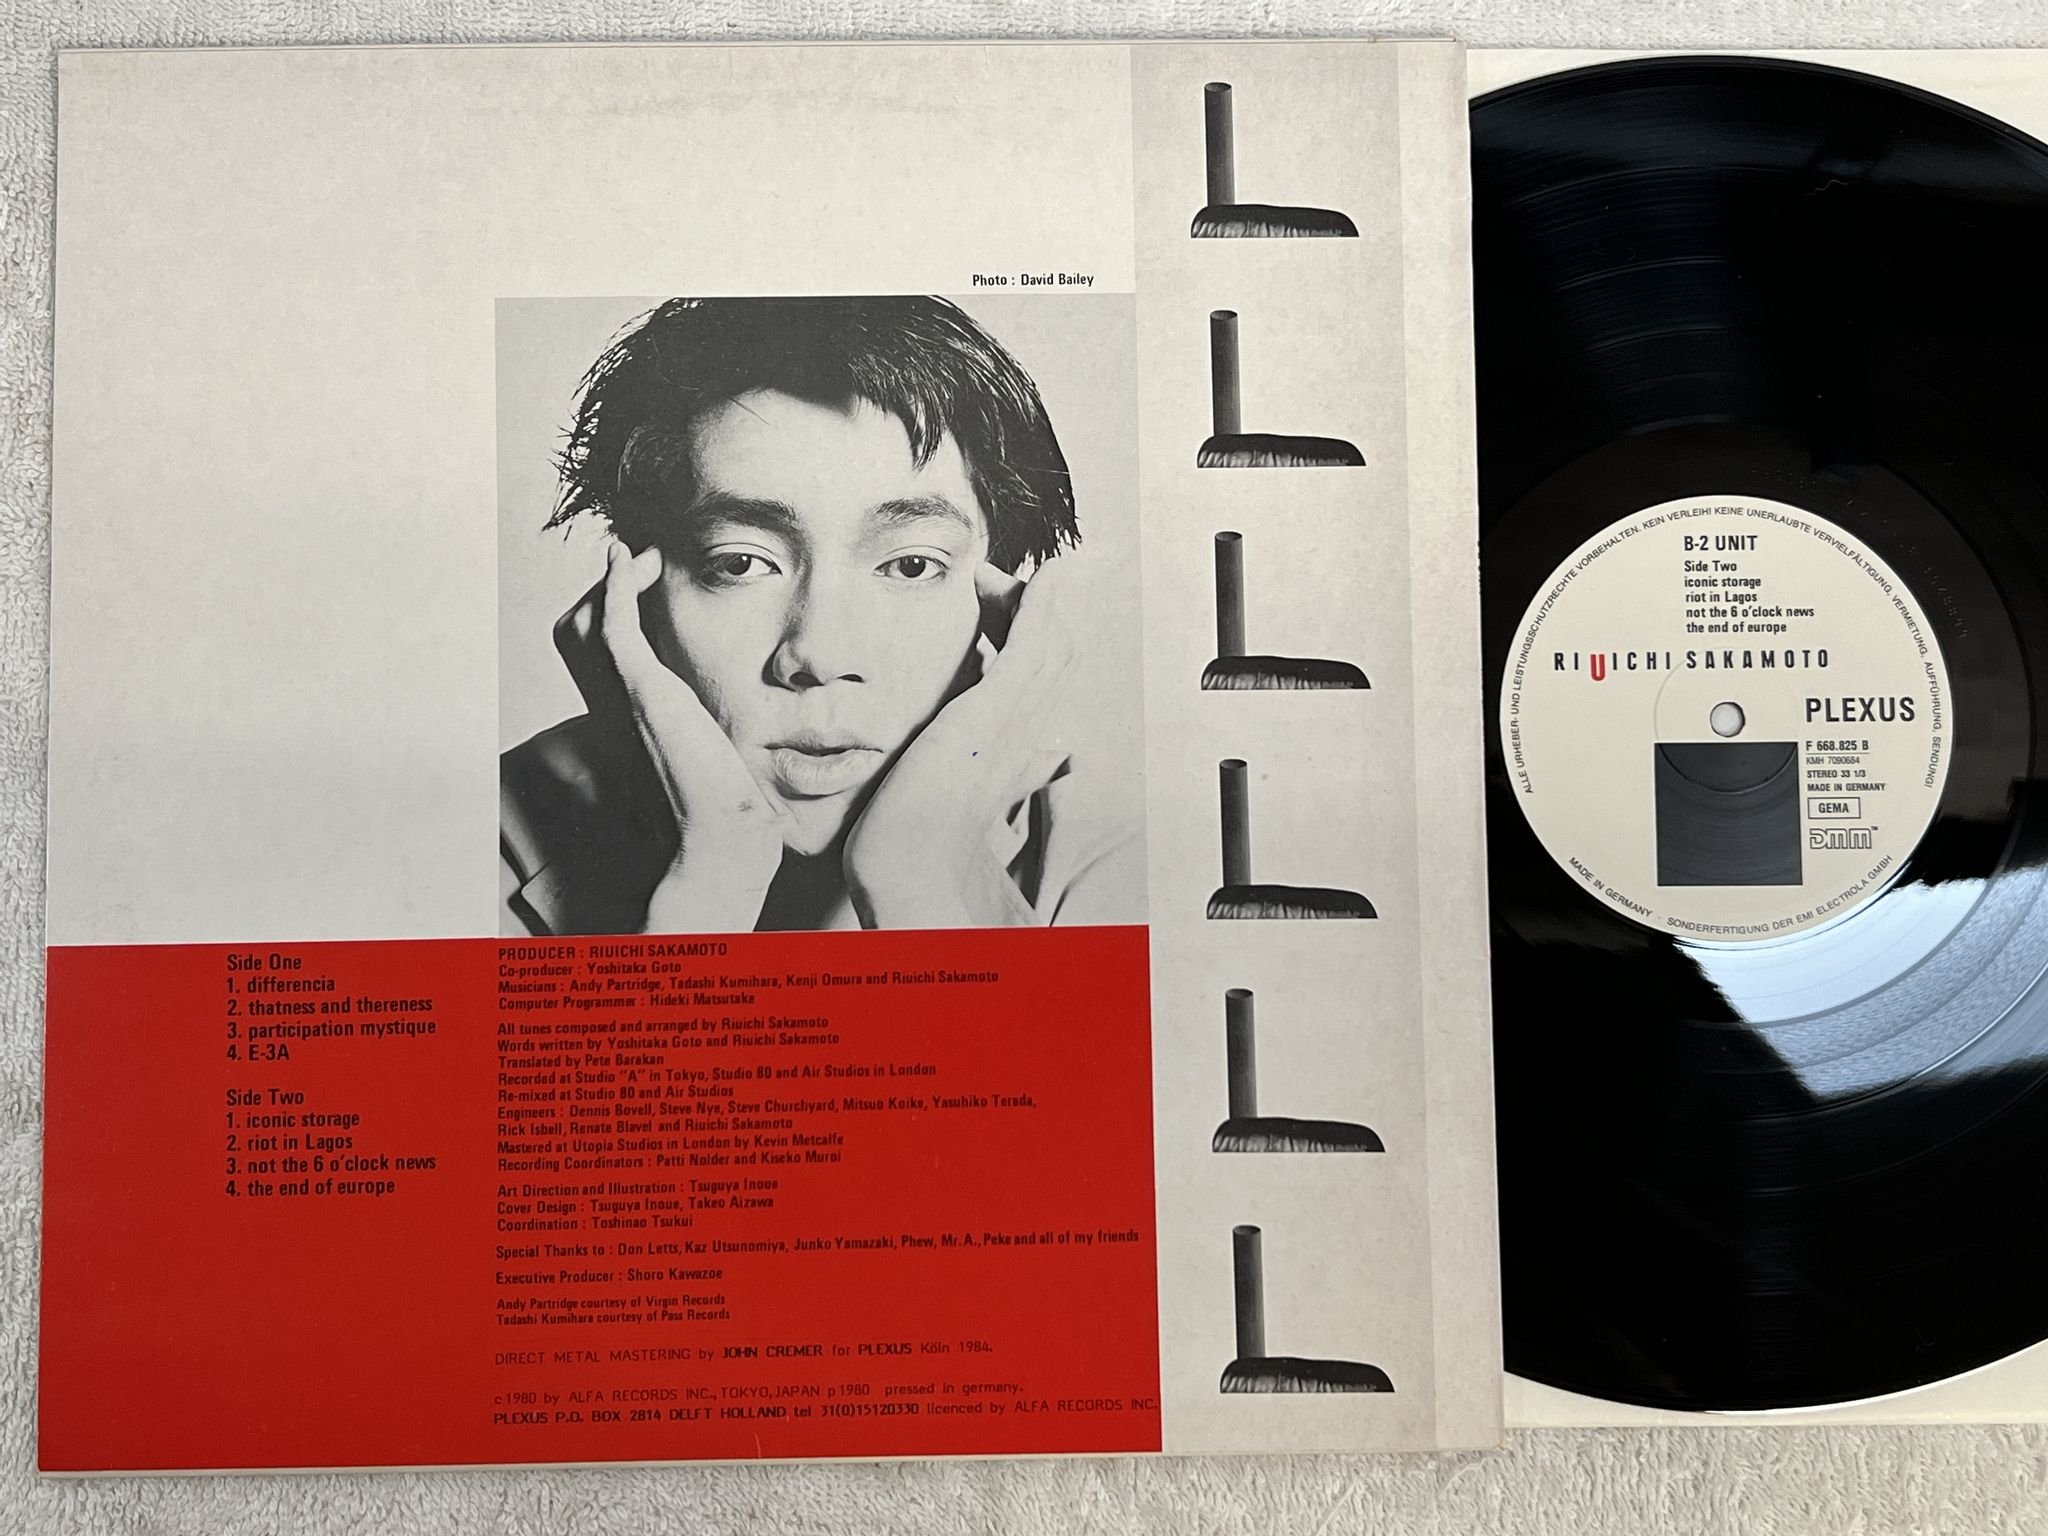 Photo : David Bailey
Side One
1. differencia
2. thatness and thereness
3. participation mystique
4. E-3A
Side Two
1. iconic storage
2. riot in Lagos
3. not the 6 o'clock news
4. the end of europe
PRODUCER : RIUICHI SAKAMOTO
Co-producer : Yoshitaka Goto
Musicians : Andy Partridge, Tadashi Kumihara, Kenji Omura and Riuichi Sakamoto
Computer Programmer : Hideki Matsutake
All tunes composed and arranged by Riuichi Sakamoto
Words written by Yoshitaka Goto and Riuichi Sakamoto
Translated by Pete Barakan
Recorded at Studio "A" in Tokyo, Studio 80 and Air Studios in London
Re-mixed at Studio 80 and Air Studios
Engineers : Dennis Bovell, Steve Nye, Steve Churchyard, Mitsuo Koike, Yasuhiko Terada,
Rick Isbell, Renate Blavel and Riuichi Sakamoto
Mastered at Utopia Studios in London by Kevin Metcalfe
Recording Coordinators : Patti Nolder and Kiseko Muroi
Art Direction and Illustration : Tsuguya Inoue
Cover Design : Tsuguya Inoue, Takeo Aizawa
Coordination : Toshinao Tsukui
Special Thanks to : Don Letts, Kaz Utsunomiya, Junko Yamazaki, Phew, Mr. A., Peke and all of my friends
Executive Producer : Shoro Kawazoe
Andy Partridge courtesy of Virgin Records
Tadashi Kumihara courtesy of Pass Records
DIRECT METAL MASTERING by JOHN CREMER for PLEXUS Köln 1984.
c 1980 by ALFA RECORDS INC., TOKYO, JAPAN p 1980 pressed in germany.
PLEXUS P.O. BOX 2814 DELFT HOLLAND tel 31(0)15120330 licenced by ALFA RECORDS INC.
ALLE URHEBER- UND LEISTUNGSSCHUTZRECHTE VORBEHALTEN. KEIN VERLEIH! KEINE UNERLAUBTE VERVIELFÄLTIGUNG, VERMIETUNG, AUFFÜHRUNG, SENDUNG!
B-2 UNIT
Side Two
iconic storage
riot in Lagos
not the 6 o'clock news
the end of europe
RIUICHI SAKAMOTO
PLEXUS
F 668.825 B
KMH 7090684
STEREO 33 1/3
MADE IN GERMANY
GEMA
DMM™
MADE IN GERMANY · SONDERFERTIGUNG DER EMI ELECTROLA GMBH